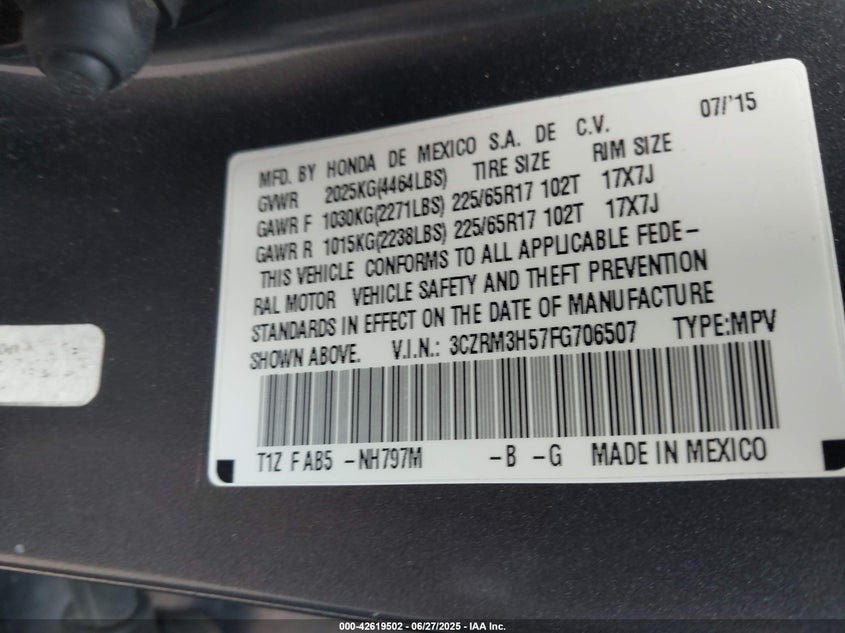 07/'15
MFD. BY HONDA DE MEXICO S.A. DE C.V.
GVWR 2025KG(4464LBS) TIRE SIZE RIM SIZE
GAWR F 1030KG(2271LBS) 225/65R17 102T 17X7J
GAWR R 1015KG(2238LBS) 225/65R17 102T 17X7J
THIS VEHICLE CONFORMS TO ALL APPLICABLE FEDE-
RAL MOTOR VEHICLE SAFETY AND THEFT PREVENTION
STANDARDS IN EFFECT ON THE DATE OF MANUFACTURE
SHOWN ABOVE. V.I.N.: 3CZRM3H57FG706507 TYPE:MPV
T1Z F AB5 -NH797M -B -G MADE IN MEXICO
000-42619502 - 06/27/2025 - IAA Inc.